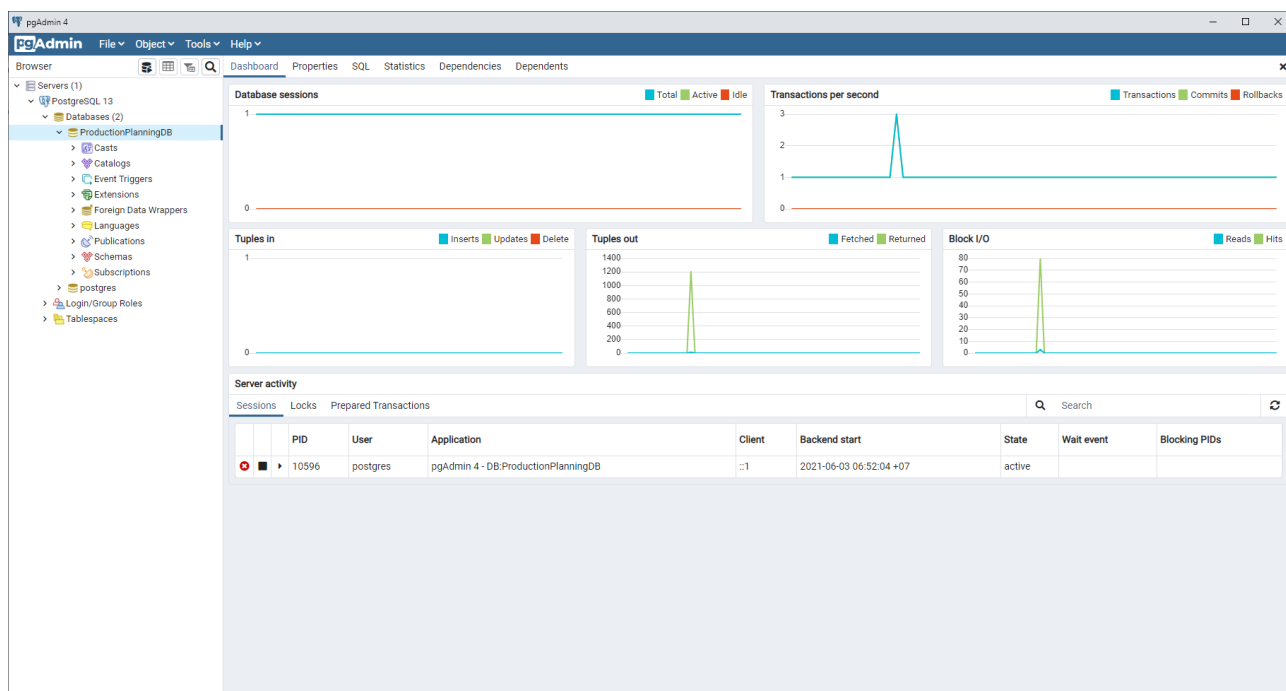 pgAdmin 4
pgAdmin File Object Tools Help
Browser
Dashboard Properties SQL Statistics Dependencies Dependents
Servers (1)
PostgreSQL 13
Databases (2)
ProductionPlanningDB
Casts
Catalogs
Event Triggers
Extensions
Foreign Data Wrappers
Languages
Publications
Schemas
Subscriptions
postgres
Login/Group Roles
Tablespaces
Database sessions
Total Active Idle
1
0
Transactions per second
Transactions Commits Rollbacks
3
2
1
0
Tuples in
Inserts Updates Delete
1
0
Tuples out
Fetched Returned
1400
1200
1000
800
600
400
200
0
Block I/O
Reads Hits
80
70
60
50
40
30
20
10
0
Server activity
Sessions Locks Prepared Transactions
Search
PID User Application Client Backend start State Wait event Blocking PIDs
10596 postgres pgAdmin 4 - DB:ProductionPlanningDB ::1 2021-06-03 06:52:04 +07 active